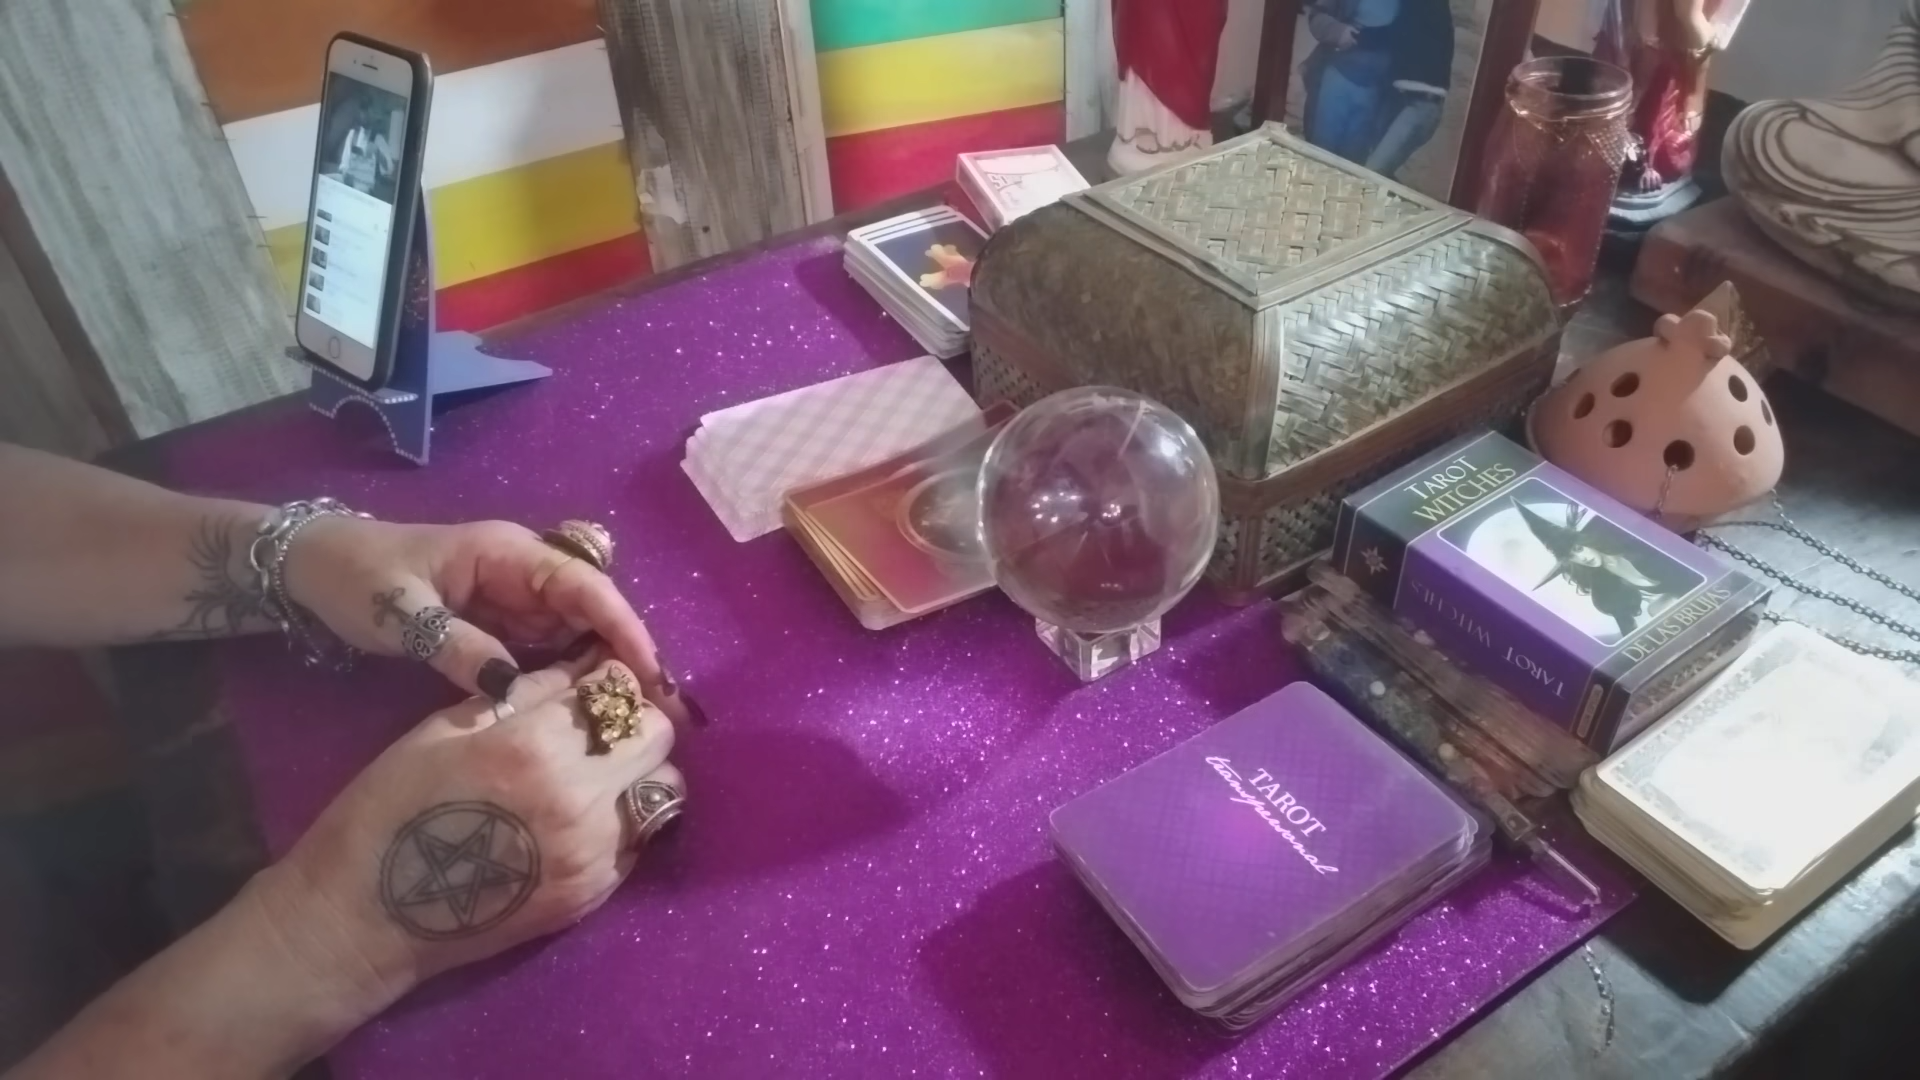 TAROT
WITCHES
DE LAS BRUJAS
TAROT WITCHES
TAROT
transpersonal